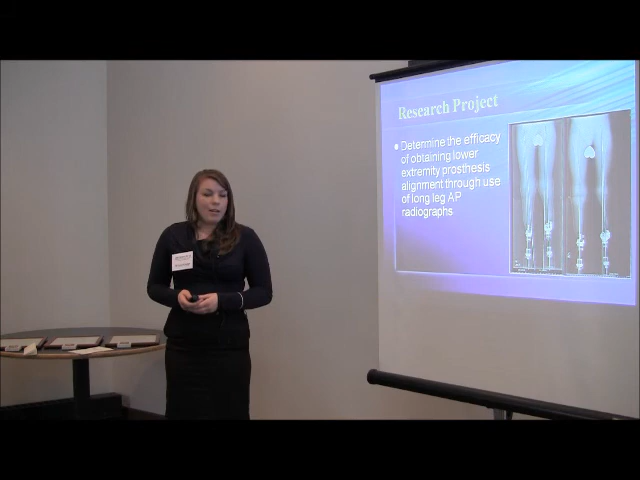 Research Project
Determine the efficacy
of obtaining lower
extremity prosthesis
alignment through use
of long leg AP
radiographs